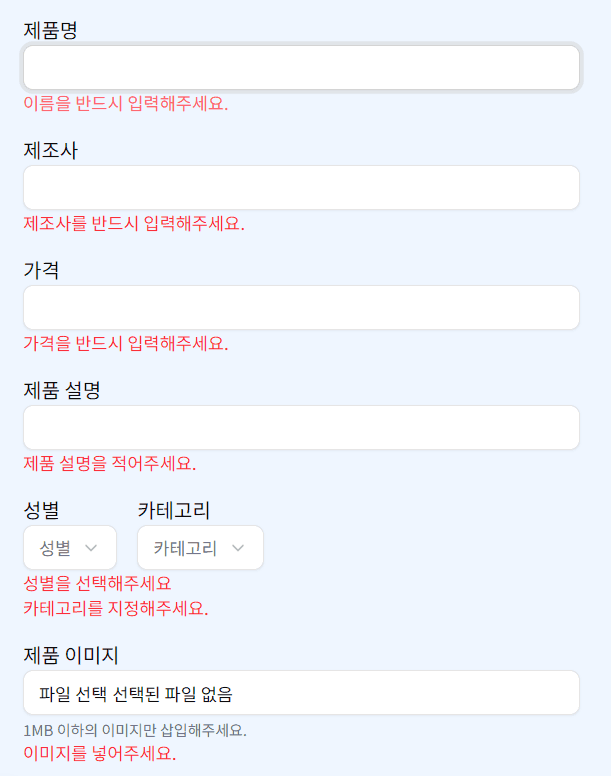 제품명
이름을 반드시 입력해주세요.
제조사
제조사를 반드시 입력해주세요.
가격
가격을 반드시 입력해주세요.
제품 설명
제품 설명을 적어주세요.
성별 카테고리
성별 카테고리
성별을 선택해주세요
카테고리를 지정해주세요.
제품 이미지
파일 선택 선택된 파일 없음
1MB 이하의 이미지만 삽입해주세요.
이미지를 넣어주세요.